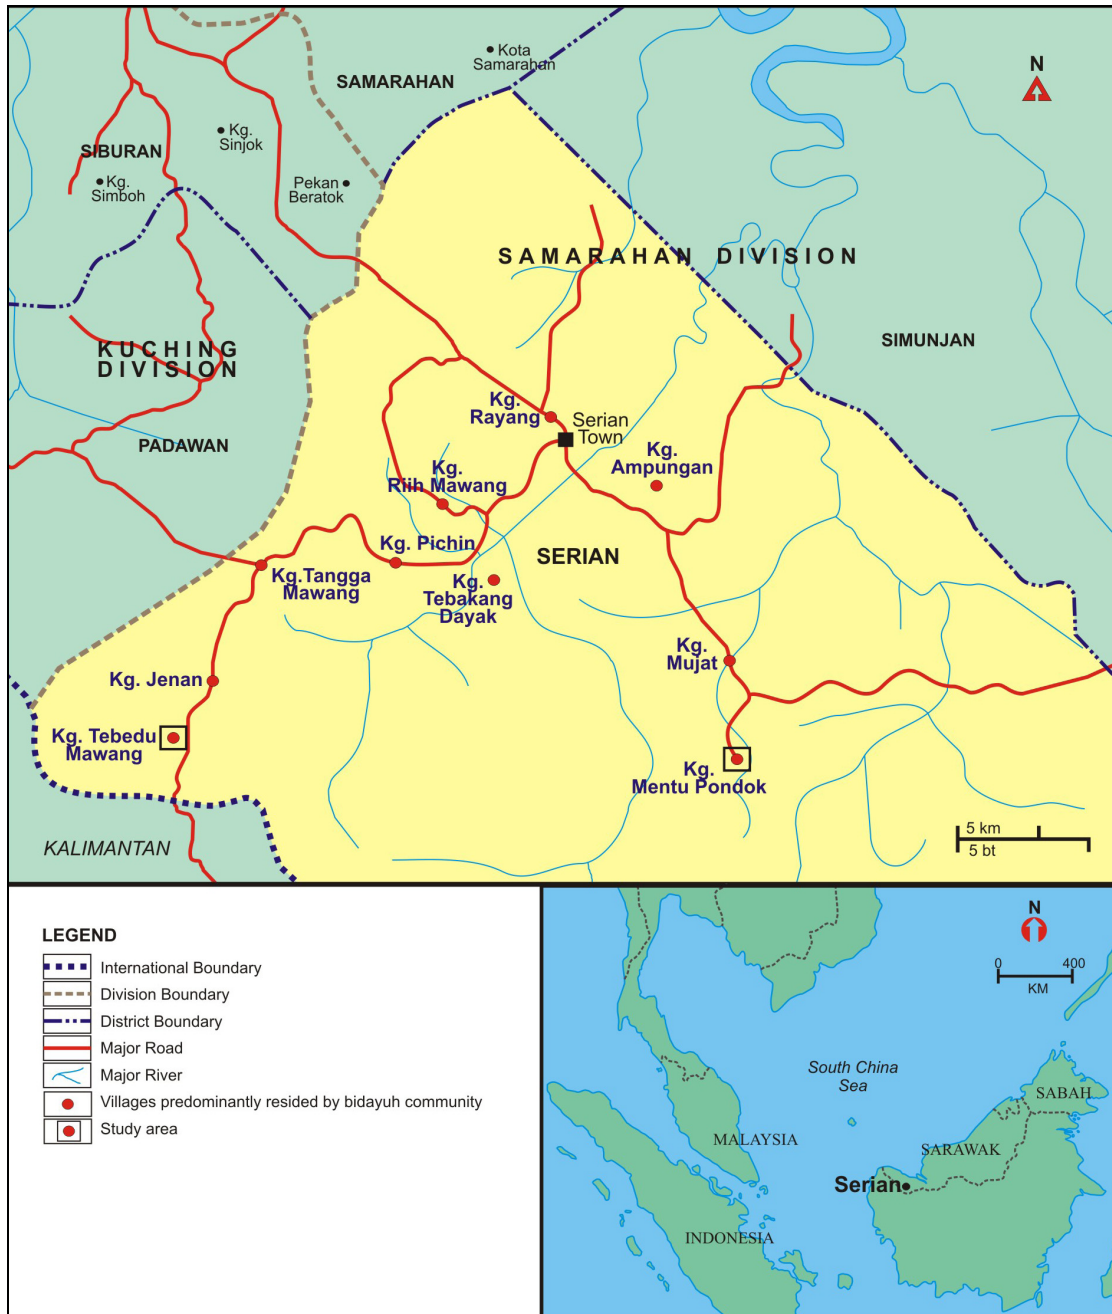 Kota
Samarahan
SAMARAHAN
N
Kg.
Sinjok
SIBURAN
Kg.
Simboh
Pekan
Beratok
SAMARAHAN DIVISION
SIMUNJAN
KUCHING
DIVISION
PADAWAN
Kg.
Rayang
Serian
Town
Kg.
Ampungan
Kg.
Riih Mawang
Kg. Pichin
SERIAN
Kg.Tangga
Mawang
Kg.
Tebakang
Dayak
Kg.
Mujat
Kg. Jenan
Kg. Tebedu
Mawang
Kg.
Mentu Pondok
5 km
5 bt
KALIMANTAN
LEGEND
International Boundary
Division Boundary
District Boundary
Major Road
Major River
Villages predominantly resided by bidayuh community
Study area
N
0 400
KM
South China
Sea
SABAH
MALAYSIA
SARAWAK
Serian
INDONESIA